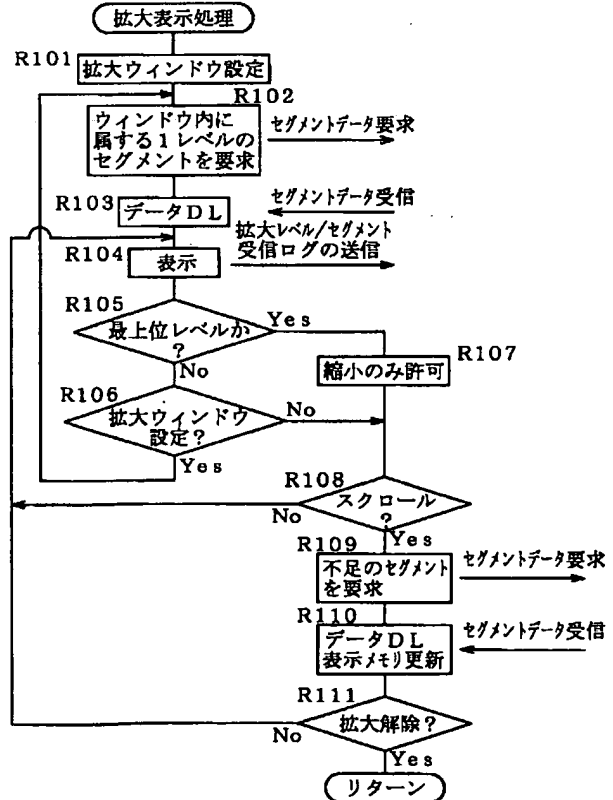 拡大表示処理
R101
拡大ウィンドウ設定
R102
ウィンドウ内に
属する1レベルの
セグメントを要求
セグメントデータ要求
R103
データDL
セグメントデータ受信
拡大レベル/セグメント
受信ログの送信
R104
表示
R105
最上位レベルか
?
Yes
No
R107
縮小のみ許可
R106
拡大ウィンドウ
設定?
No
Yes
R108
スクロール
?
No
Yes
R109
不足のセグメント
を要求
セグメントデータ要求
R110
データDL
表示メモリ更新
セグメントデータ受信
R111
拡大解除?
No
Yes
リターン